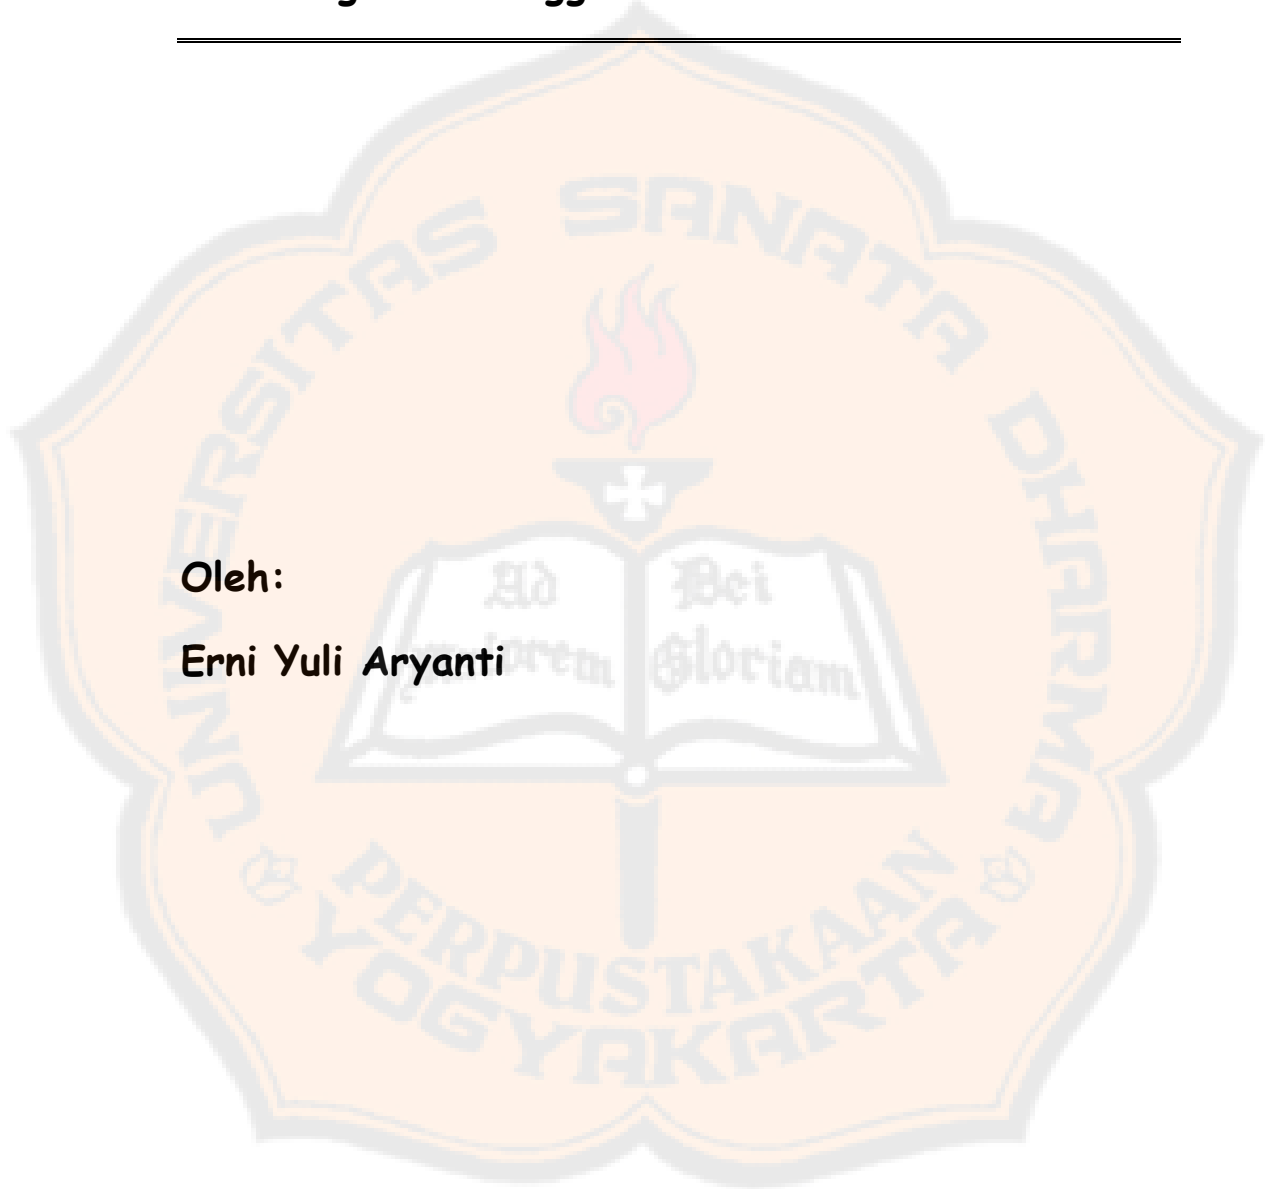 UNIVERSITAS SANATA DHARMA
Ad Dei
maiorem Gloriam
Oleh:
Erni Yuli Aryanti
PERPUSTAKAAN
YOGYAKARTA